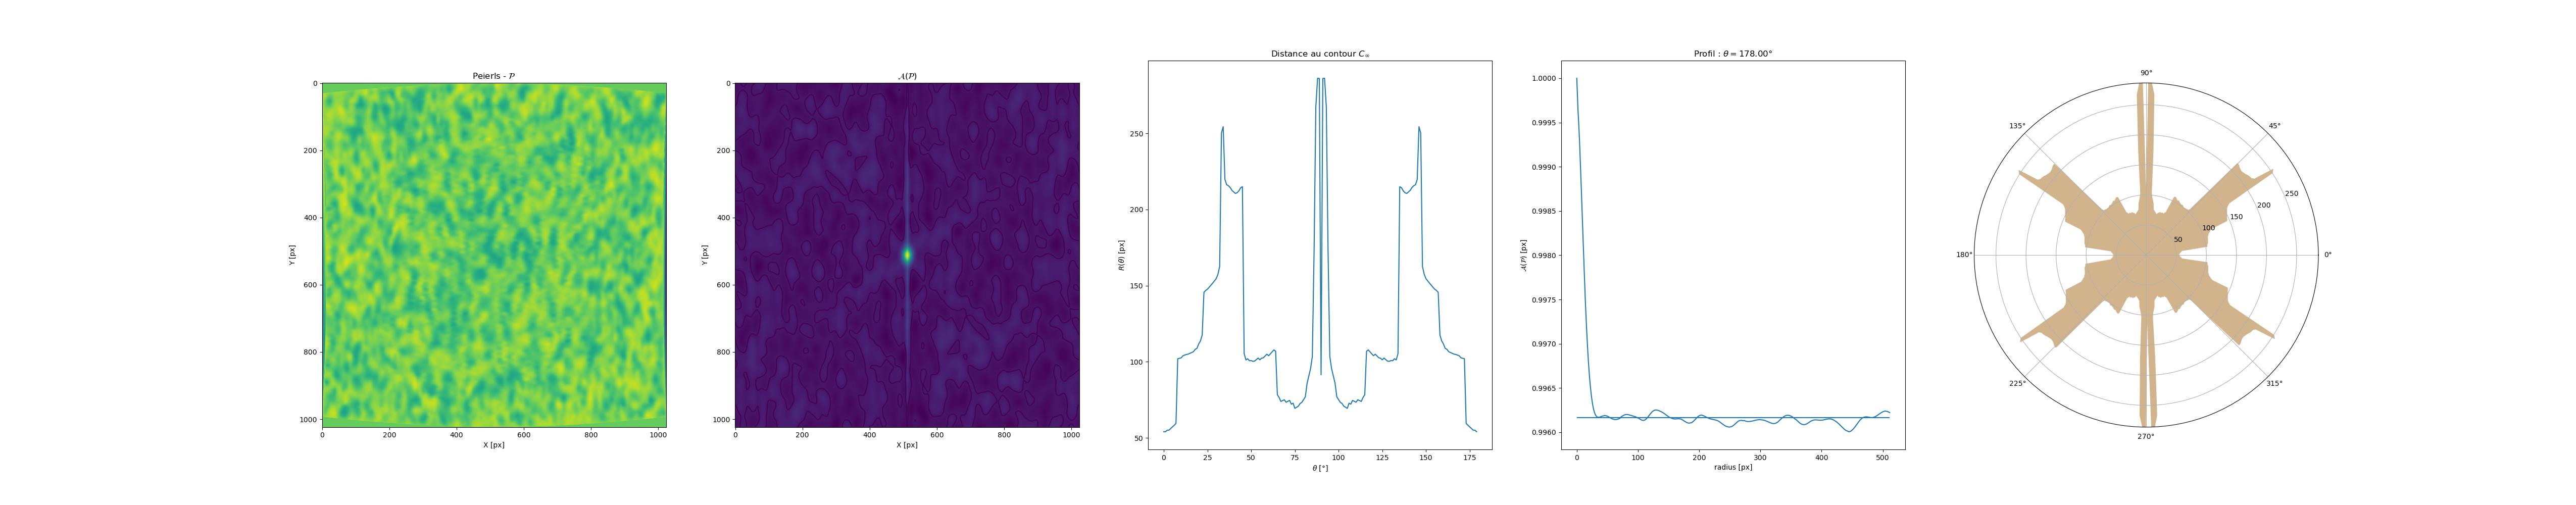 Peierls - 𝒫
0
200
400
600
800
1000
Y [px]
0 200 400 600 800 1000
X [px]
𝒜(𝒫)
0
200
400
600
800
1000
Y [px]
0 200 400 600 800 1000
X [px]
Distance au contour C∞
250
200
150
100
50
R(θ) [px]
0 25 50 75 100 125 150 175
θ [°]
Profil : θ = 178.00°
1.0000
0.9995
0.9990
0.9985
0.9980
0.9975
0.9970
0.9965
0.9960
𝒜(𝒫) [px]
0 100 200 300 400 500
radius [px]
90°
135° 45°
250
200
150
100
50
180° 0°
225° 315°
270°